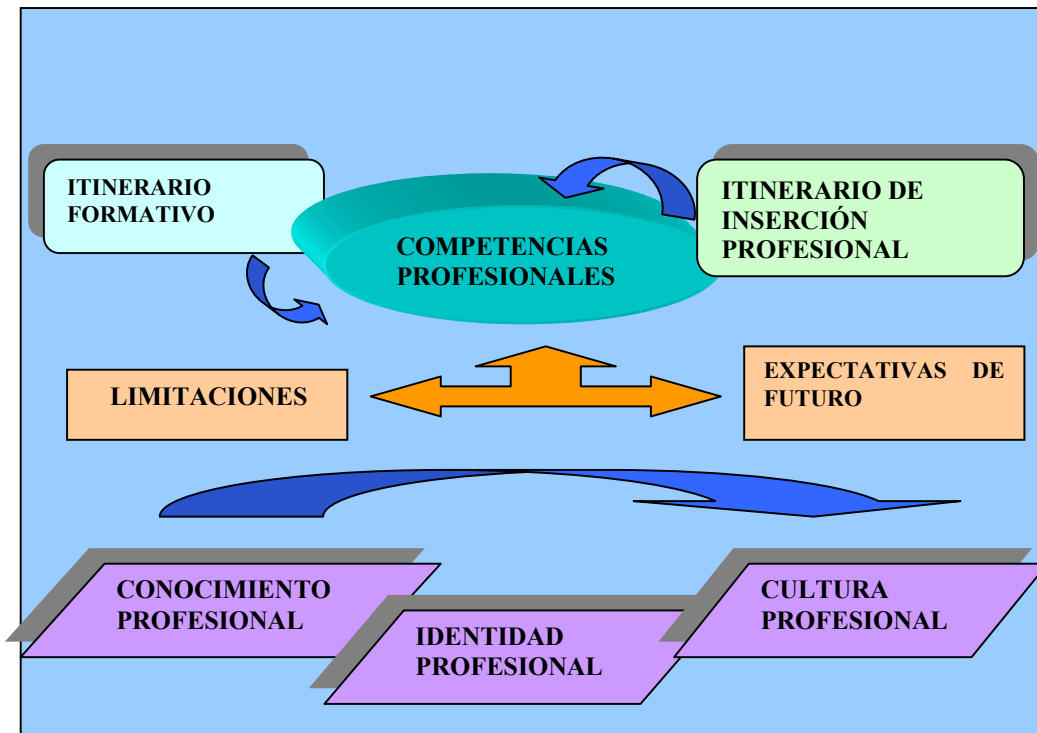 ITINERARIO
FORMATIVO
COMPETENCIAS
PROFESIONALES
ITINERARIO DE
INSERCIÓN
PROFESIONAL
LIMITACIONES
EXPECTATIVAS DE
FUTURO
CONOCIMIENTO
PROFESIONAL
IDENTIDAD
PROFESIONAL
CULTURA
PROFESIONAL